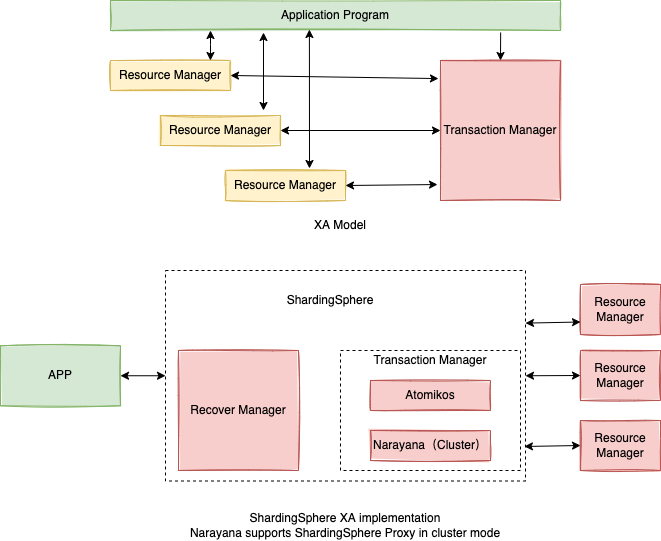 Application Program
Resource Manager
Resource Manager
Transaction Manager
Resource Manager
XA Model
ShardingSphere
Resource
Manager
APP
Recover Manager
Transaction Manager
Atomikos
Narayana（Cluster）
Resource
Manager
Resource
Manager
ShardingSphere XA implementation
Narayana supports ShardingSphere Proxy in cluster mode